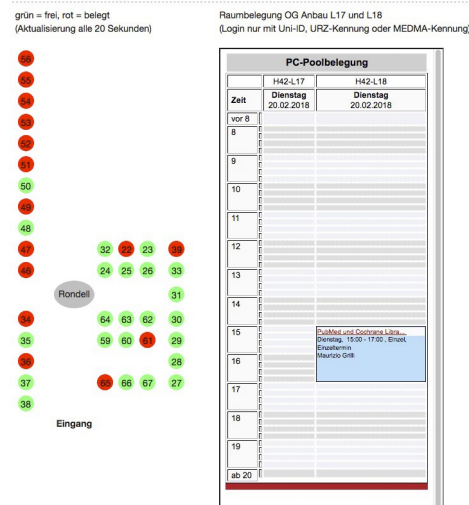 grün = frei, rot = belegt
(Aktualisierung alle 20 Sekunden)
56
55
54
53
52
51
50
49
48
47 32 22 23 39
46 24 25 26 33
Rondell 31
34 64 63 62 30
35 59 60 61 29
36 28
37 65 66 67 27
38
Eingang
Raumbelegung OG Anbau L17 und L18
(Login nur mit Uni-ID, URZ-Kennung oder MEDMA-Kennung)
PC-Poolbelegung
H42-L17 H42-L18
Zeit Dienstag Dienstag
20.02.2018 20.02.2018
vor 8
8
9
10
11
12
13
14
15 PubMed und Cochrane Libra...
Dienstag, 15:00 - 17:00 , Einzel,
Einzeltermin
Maurizio Grilli
16
17
18
19
ab 20